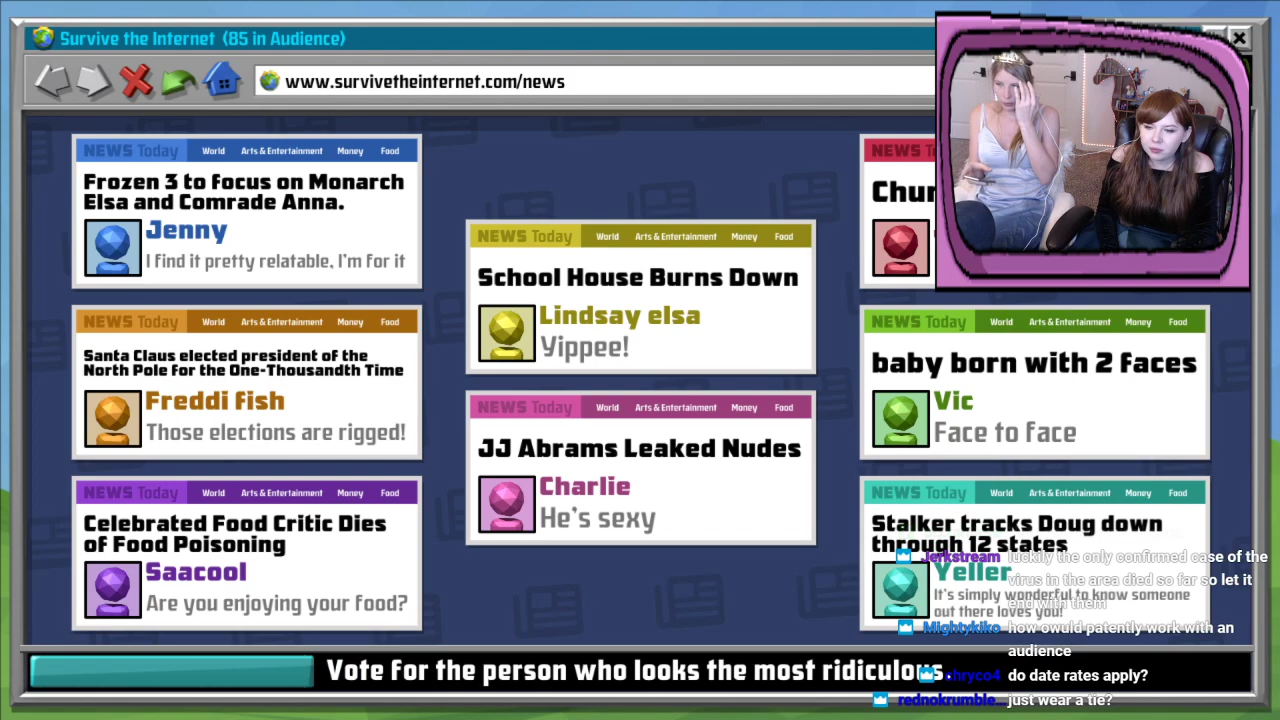 Survive the Internet (85 in Audience)
www.survivetheinternet.com/news
NEWS Today World Arts & Entertainment Money Food
Frozen 3 to focus on Monarch
Elsa and Comrade Anna.
Jenny
I find it pretty relatable, I'm for it
NEWS Today World Arts & Entertainment Money Food
Santa Claus elected president of the
North Pole for the One-Thousandth Time
Freddi fish
Those elections are rigged!
NEWS Today World Arts & Entertainment Money Food
Celebrated Food Critic Dies
of Food Poisoning
Saacool
Are you enjoying your food?
NEWS Today World Arts & Entertainment Money Food
School House Burns Down
Lindsay elsa
Yippee!
NEWS Today World Arts & Entertainment Money Food
JJ Abrams Leaked Nudes
Charlie
He's sexy
NEWS
NEWS Today World Arts & Entertainment Money Food
baby born with 2 faces
Vic
Face to face
NEWS Today World Arts & Entertainment Money Food
Stalker tracks Doug down
through 12 states
Yeller
It's simply wonderful to know someone
out there loves you!
Jerkstream luckily the only confirmed case of the
virus in the area died so far so let it
end with them
Mightykiko how owuld patently work with an
audience
chryco4 do date rates apply?
rednokrumble... just wear a tie?
Vote for the person who looks the most ridiculous.